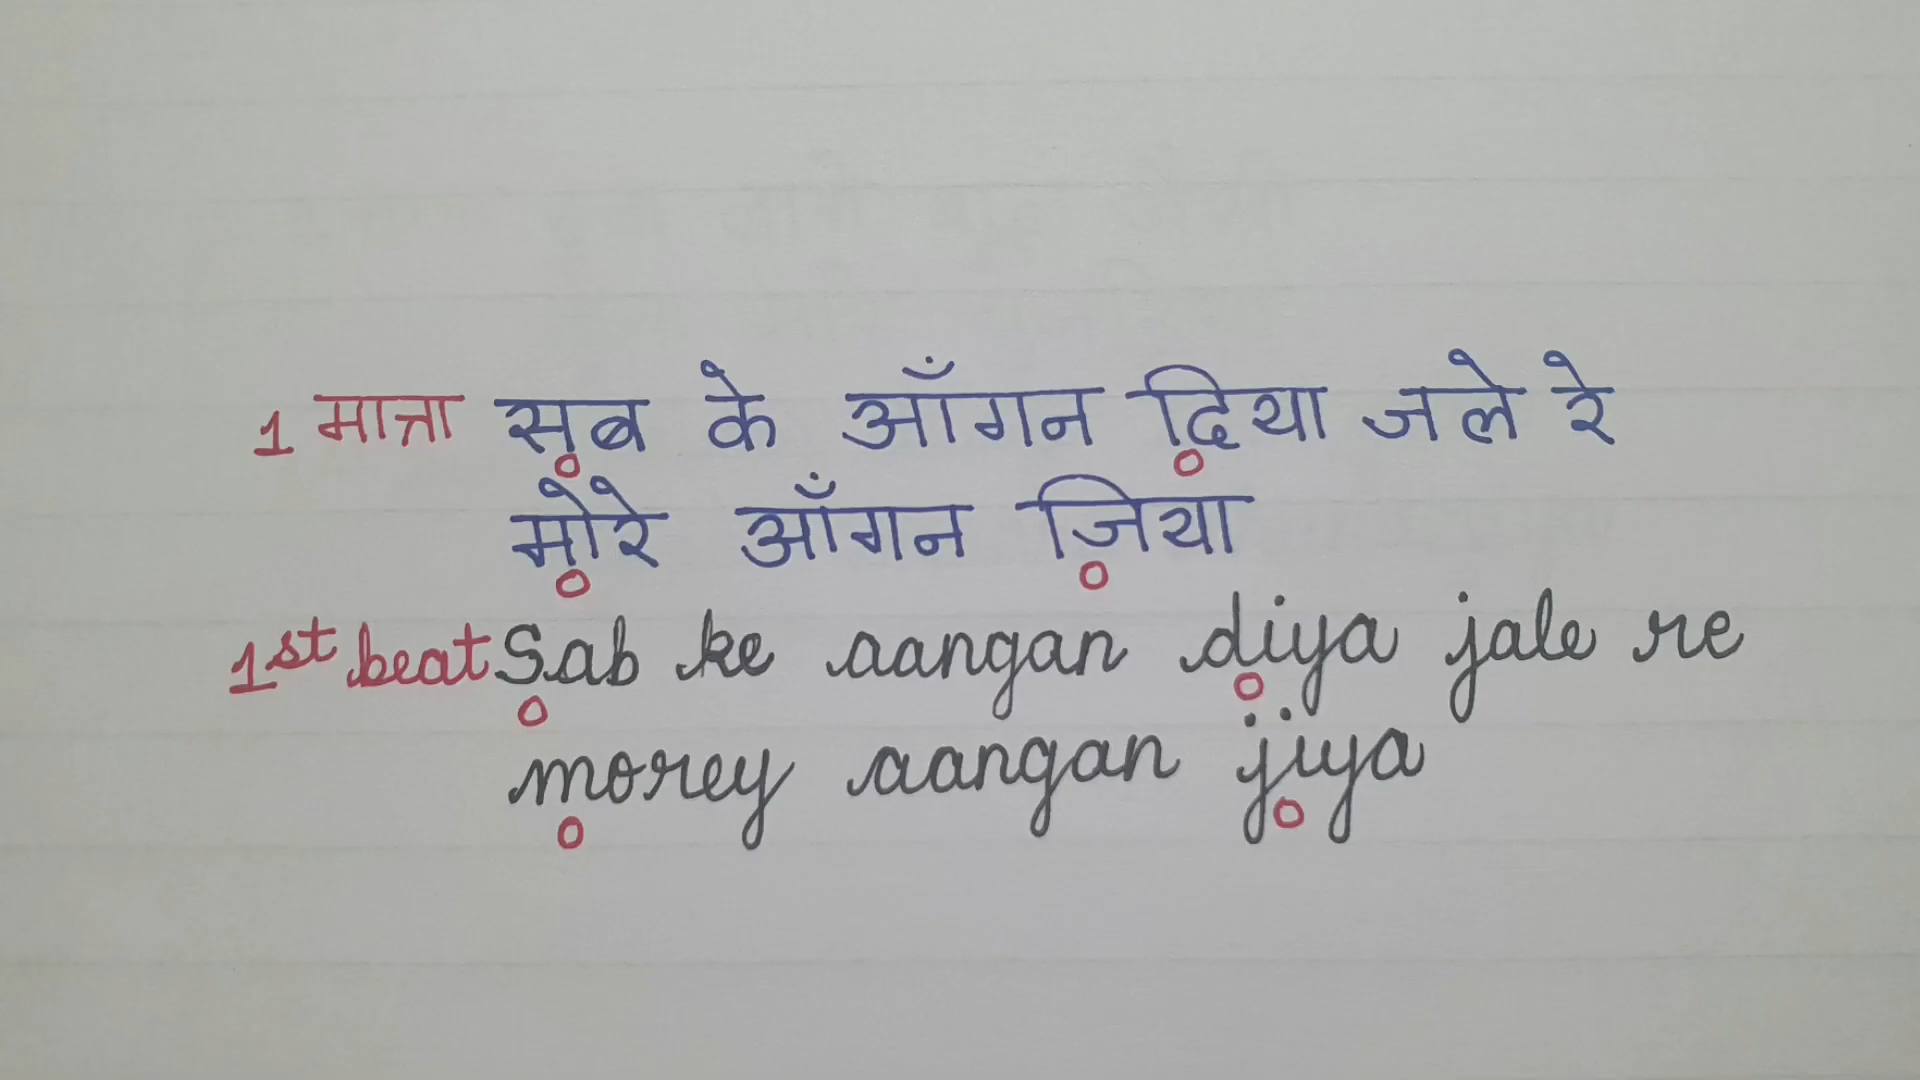 1 मात्रा सब के आँगन दिया जले रे
मोरे आँगन जिया
1st beat Sab ke aangan diya jale re
morey aangan jiya